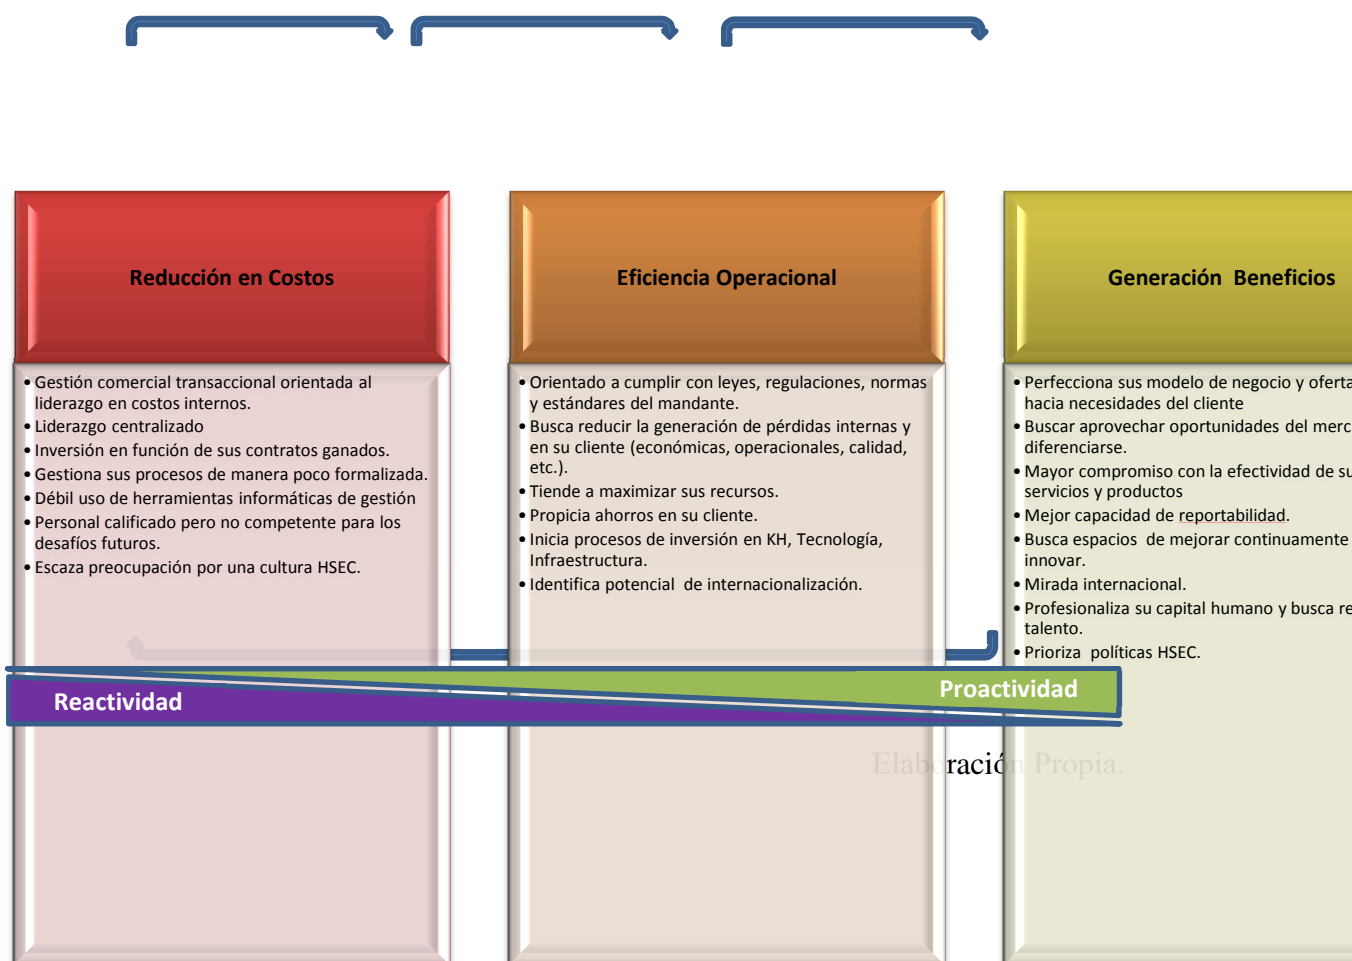 Reducción en Costos
• Gestión comercial transaccional orientada al
liderazgo en costos internos.
• Liderazgo centralizado
• Inversión en función de sus contratos ganados.
• Gestiona sus procesos de manera poco formalizada.
• Débil uso de herramientas informáticas de gestión
• Personal calificado pero no competente para los
desafíos futuros.
• Escaza preocupación por una cultura HSEC.
Eficiencia Operacional
• Orientado a cumplir con leyes, regulaciones, normas
y estándares del mandante.
• Busca reducir la generación de pérdidas internas y
en su cliente (económicas, operacionales, calidad,
etc.).
• Tiende a maximizar sus recursos.
• Propicia ahorros en su cliente.
• Inicia procesos de inversión en KH, Tecnología,
Infraestructura.
• Identifica potencial de internacionalización.
Generación Beneficios
• Perfecciona sus modelo de negocio y oferta
hacia necesidades del cliente
• Buscar aprovechar oportunidades del
diferenciarse.
• Mayor compromiso con la efectividad de
servicios y productos
• Mejor capacidad de reportabilidad.
• Busca espacios de mejorar continuamente
innovar.
• Mirada internacional.
• Profesionaliza su capital humano y busca
talento.
• Prioriza políticas HSEC.
Reactividad
Proactividad
Elaboración Propia.